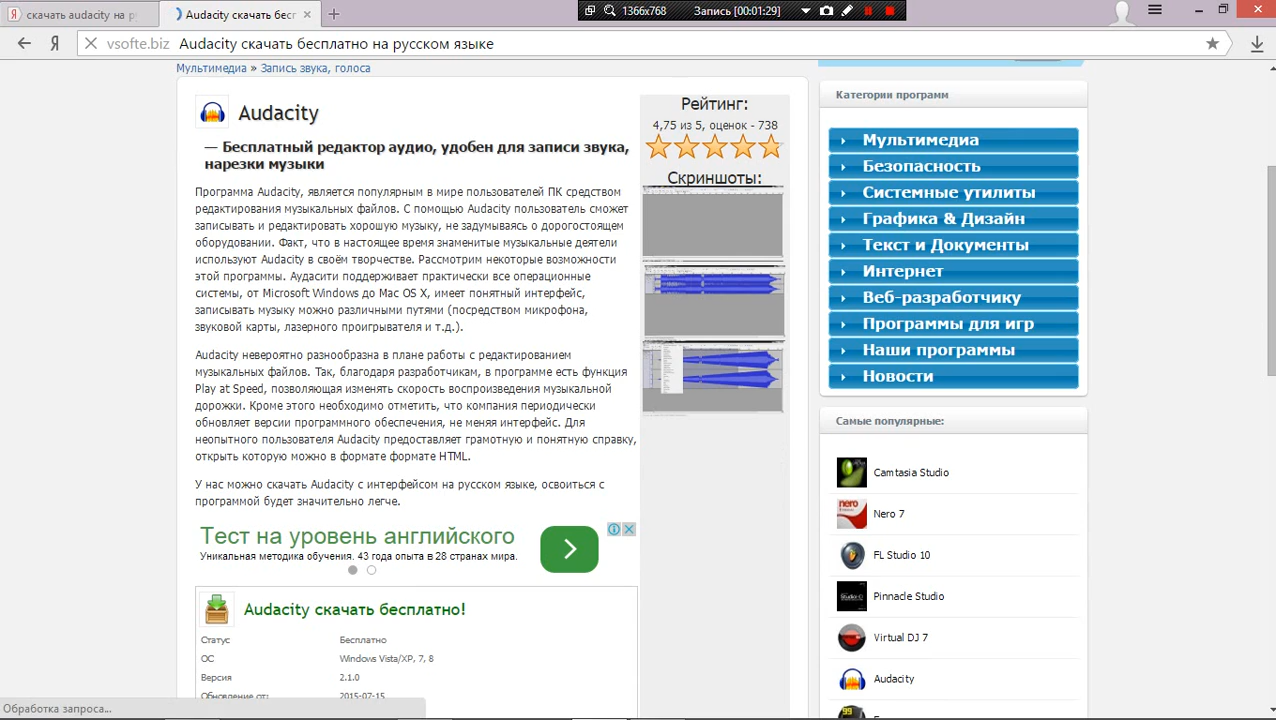 скачать audacity на р
Audacity скачать бесп
1366x768
Запись [00:01:29]
Я
vsofte.biz
Audacity скачать бесплатно на русском языке
Мультимедиа » Запись звука, голоса
Audacity
— Бесплатный редактор аудио, удобен для записи звука,
нарезки музыки
Программа Audacity, является популярным в мире пользователей ПК средством
редактирования музыкальных файлов. С помощью Audacity пользователь сможет
записывать и редактировать хорошую музыку, не задумываясь о дорогостоящем
оборудовании. Факт, что в настоящее время знаменитые музыкальные деятели
используют Audacity в своём творчестве. Рассмотрим некоторые возможности
этой программы. Аудасити поддерживает практически все операционные
системы, от Microsoft Windows до Mac OS X, имеет понятный интерфейс,
записывать музыку можно различными путями (посредством микрофона,
звуковой карты, лазерного проигрывателя и т.д.).
Audacity невероятно разнообразна в плане работы с редактированием
музыкальных файлов. Так, благодаря разработчикам, в программе есть функция
Play at Speed, позволяющая изменять скорость воспроизведения музыкальной
дорожки. Кроме этого необходимо отметить, что компания периодически
обновляет версии программного обеспечения, не меняя интерфейс. Для
неопытного пользователя Audacity предоставляет грамотную и понятную справку,
открыть которую можно в формате формате HTML.
У нас можно скачать Audacity с интерфейсом на русском языке, освоиться с
программой будет значительно легче.
Тест на уровень английского
Уникальная методика обучения. 43 года опыта в 28 странах мира.
Audacity скачать бесплатно!
Статус Бесплатно
ОС Windows Vista/XP, 7, 8
Версия 2.1.0
Обновление от: 2015-07-15
Обработка запроса...
Рейтинг:
4,75 из 5, оценок - 738
Скриншоты:
Категории программ
Мультимедиа
Безопасность
Системные утилиты
Графика & Дизайн
Текст и Документы
Интернет
Веб-разработчику
Программы для игр
Наши программы
Новости
Самые популярные:
Camtasia Studio
nero
Nero 7
FL Studio 10
Pinnacle Studio
Virtual DJ 7
Audacity
99